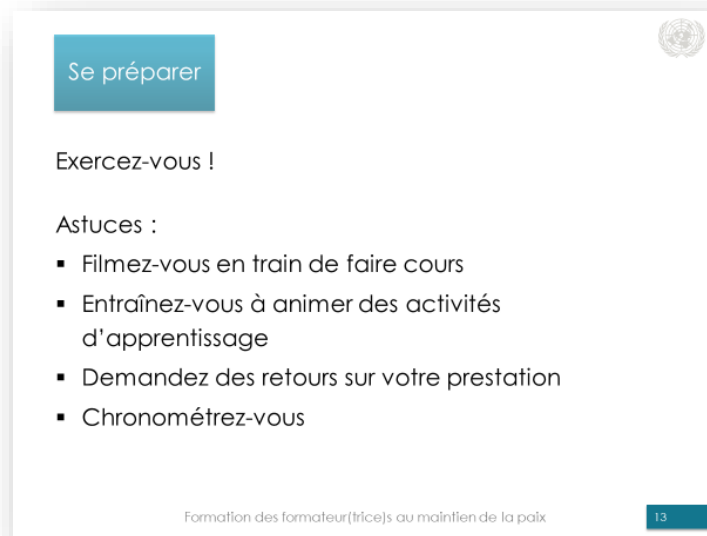 Se préparer
Exercez-vous !
Astuces :
▪ Filmez-vous en train de faire cours
▪ Entraînez-vous à animer des activités
d’apprentissage
▪ Demandez des retours sur votre prestation
▪ Chronométrez-vous
Formation des formateur(trice)s au maintien de la paix
13